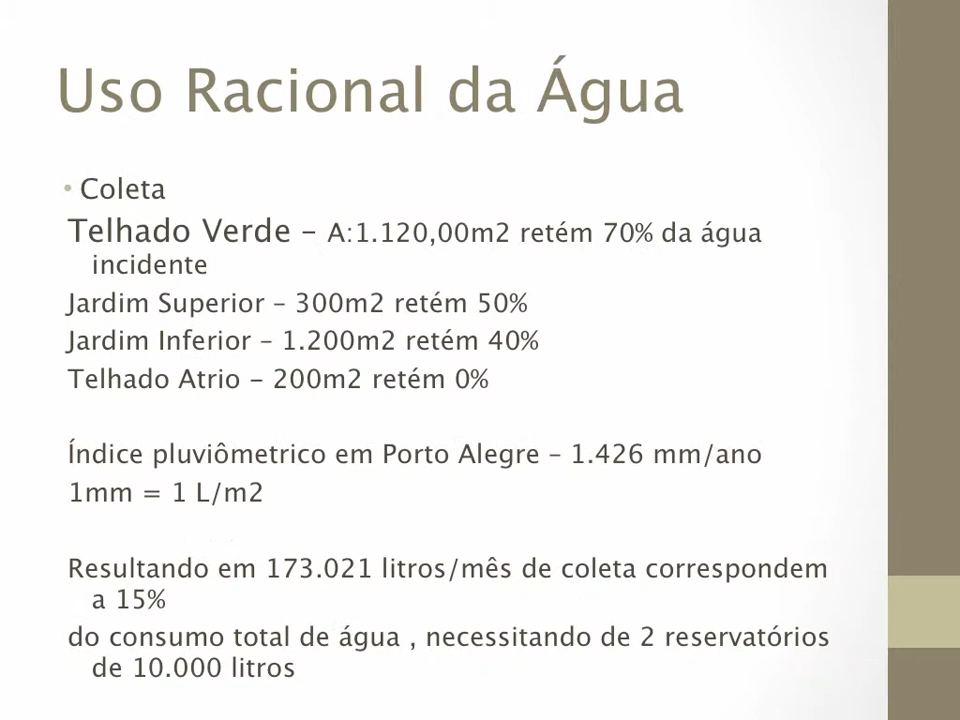 Uso Racional da Água
• Coleta
Telhado Verde – A:1.120,00m2 retém 70% da água
incidente
Jardim Superior – 300m2 retém 50%
Jardim Inferior – 1.200m2 retém 40%
Telhado Atrio – 200m2 retém 0%
Índice pluviômetrico em Porto Alegre – 1.426 mm/ano
1mm = 1 L/m2
Resultando em 173.021 litros/mês de coleta correspondem
a 15%
do consumo total de água , necessitando de 2 reservatórios
de 10.000 litros